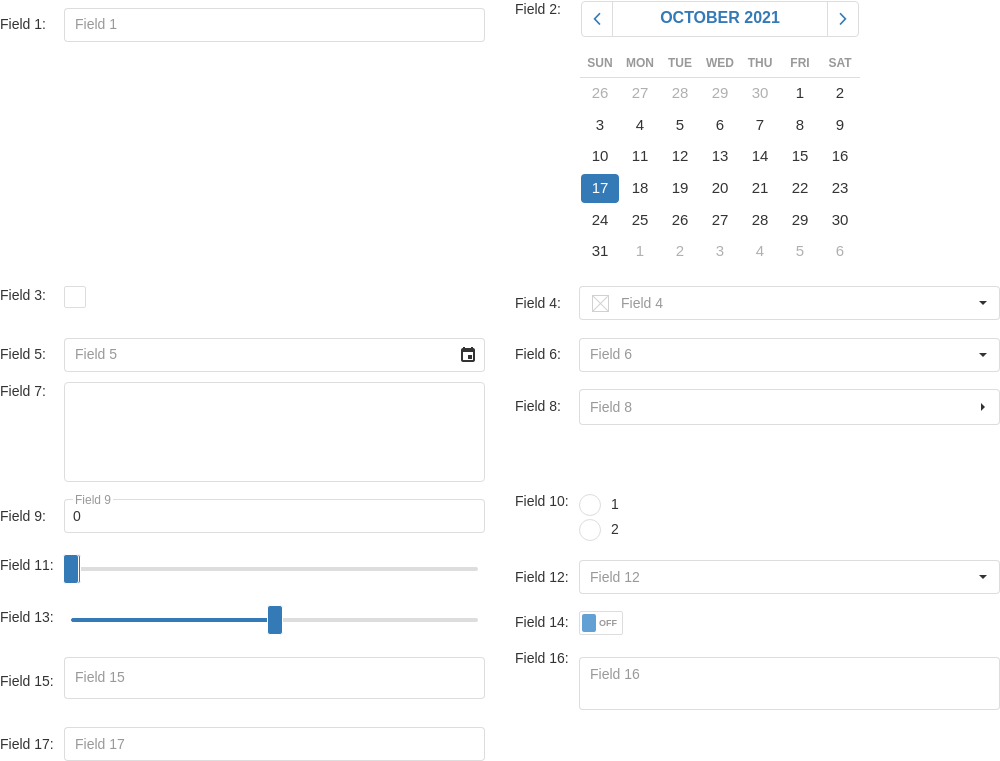 Field 1:
Field 1
Field 2:
OCTOBER 2021
SUN MON TUE WED THU FRI SAT
26 27 28 29 30 1 2
3 4 5 6 7 8 9
10 11 12 13 14 15 16
17 18 19 20 21 22 23
24 25 26 27 28 29 30
31 1 2 3 4 5 6
Field 3:
Field 4:
Field 4
Field 5:
Field 5
Field 6:
Field 6
Field 7:
Field 8:
Field 8
Field 9:
Field 9
0
Field 10:
1
2
Field 11:
Field 12:
Field 12
Field 13:
Field 14:
OFF
Field 15:
Field 15
Field 16:
Field 16
Field 17:
Field 17